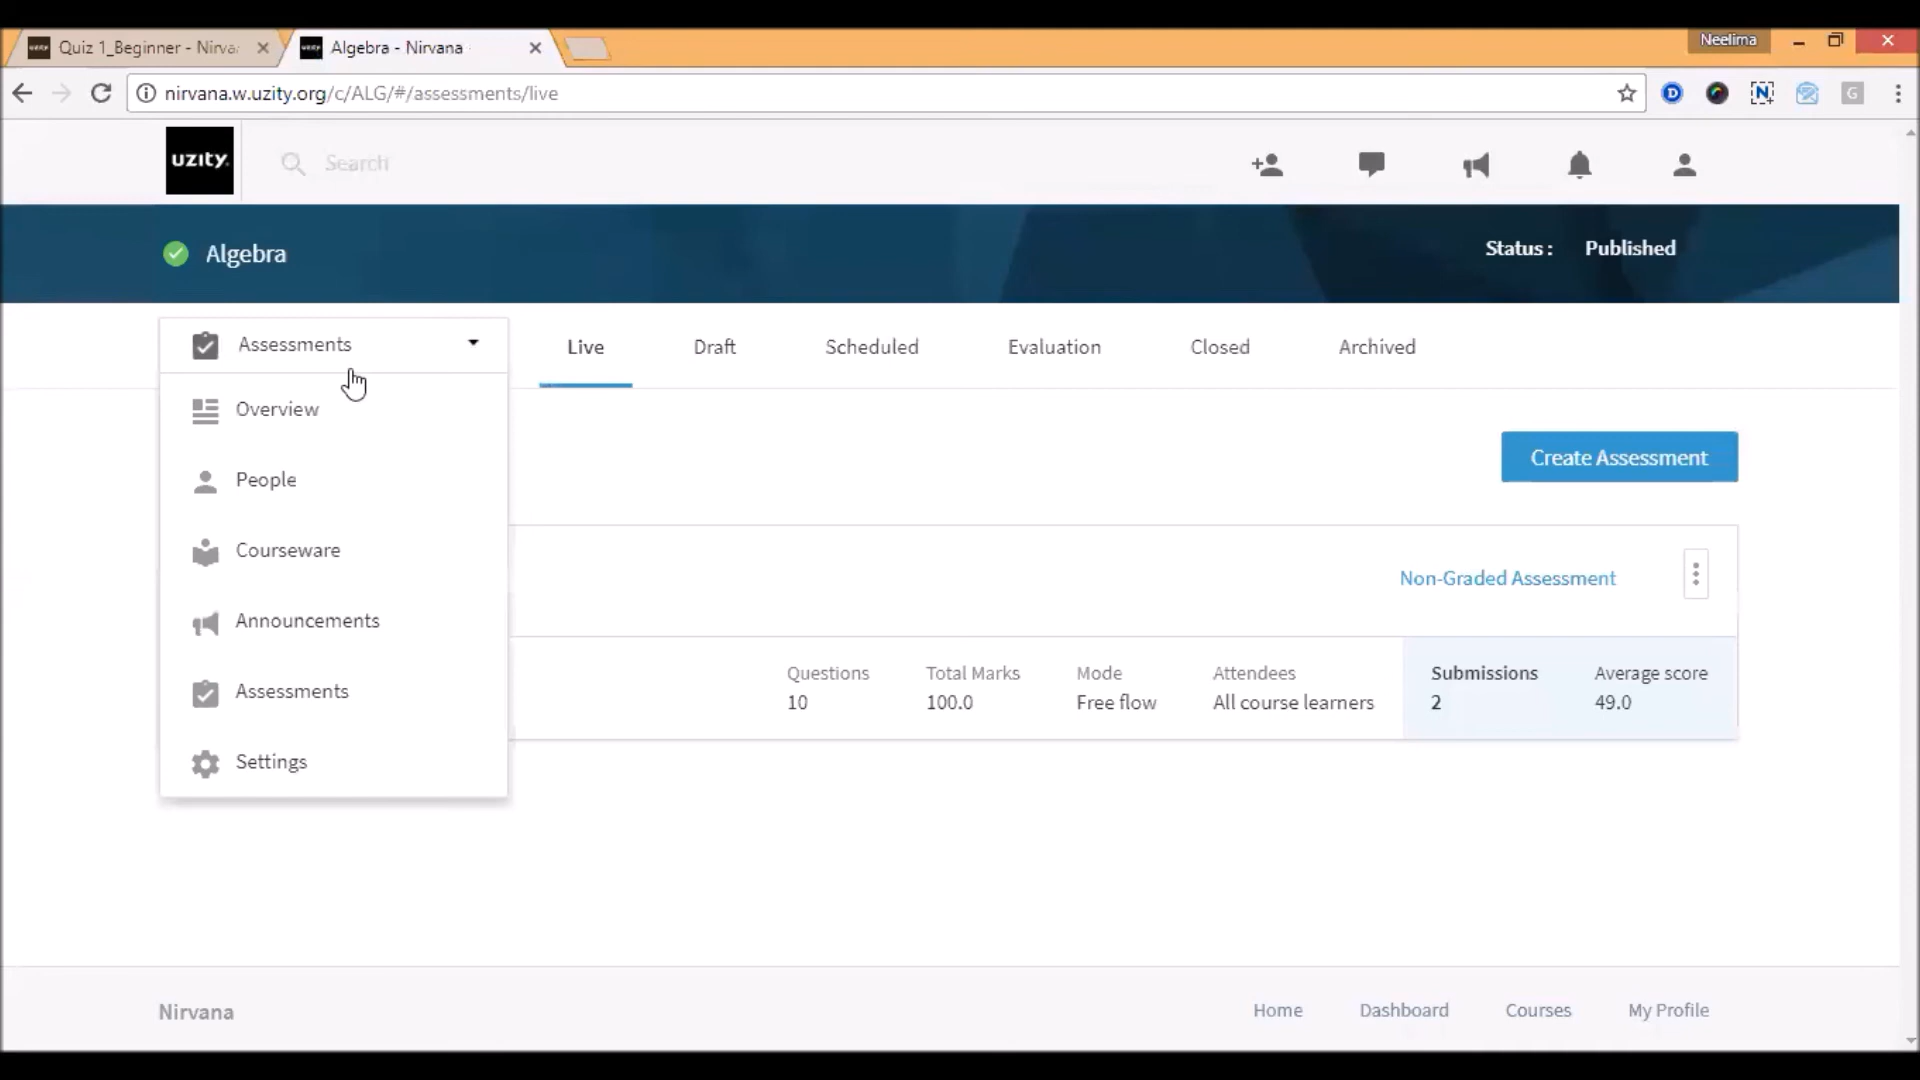 Quiz 1_Beginner - Nirva
Algebra - Nirvana
Neelima
nirvana.w.uzity.org/c/ALG/#/assessments/live
uzity
Search
Algebra
Status :
Published
Assessments
Live
Draft
Scheduled
Evaluation
Closed
Archived
Overview
People
Courseware
Announcements
Assessments
Settings
Create Assessment
Non-Graded Assessment
Questions
10
Total Marks
100.0
Mode
Free flow
Attendees
All course learners
Submissions
2
Average score
49.0
Nirvana
Home
Dashboard
Courses
My Profile